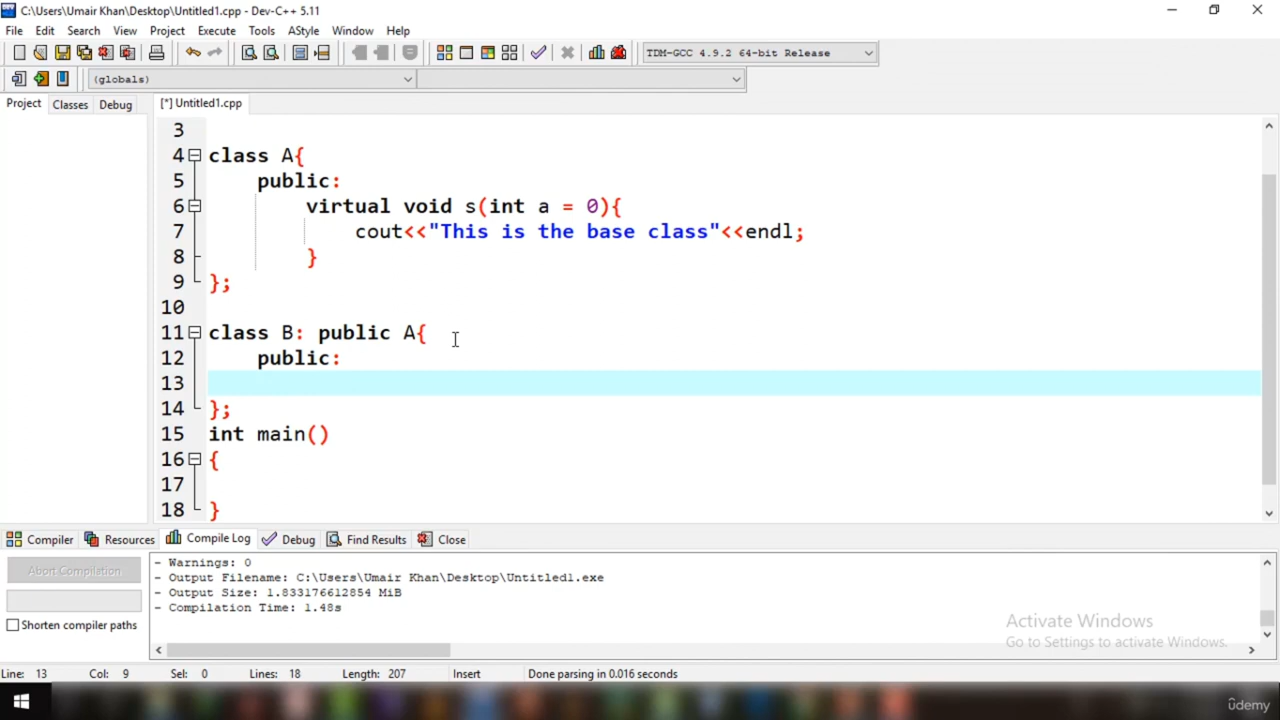 C:\Users\Umair Khan\Desktop\Untitled1.cpp - Dev-C++ 5.11
File Edit Search View Project Execute Tools AStyle Window Help
TDM-GCC 4.9.2 64-bit Release
(globals)
Project Classes Debug [*] Untitled1.cpp
3
4 class A{
5 public:
6 virtual void s(int a = 0){
7 cout<<"This is the base class"<<endl;
8 }
9 };
10
11 class B: public A{
12 public:
13
14 };
15 int main()
16 {
17
18 }
Compiler Resources Compile Log Debug Find Results Close
Abort Compilation
Shorten compiler paths
- Warnings: 0
- Output Filename: C:\Users\Umair Khan\Desktop\Untitled1.exe
- Output Size: 1.833176612854 MiB
- Compilation Time: 1.48s
Activate Windows
Go to Settings to activate Windows.
Line: 13 Col: 9 Sel: 0 Lines: 18 Length: 207 Insert Done parsing in 0.016 seconds
ûdemy